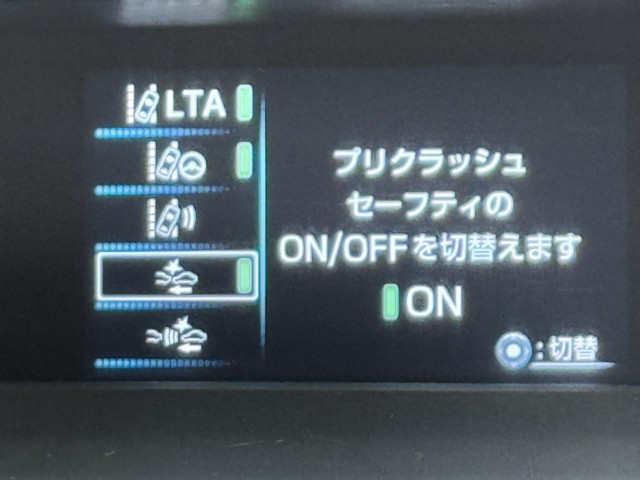 LTA
プリクラッシュ
セーフティの
ON/OFFを切替えます
ON
:切替